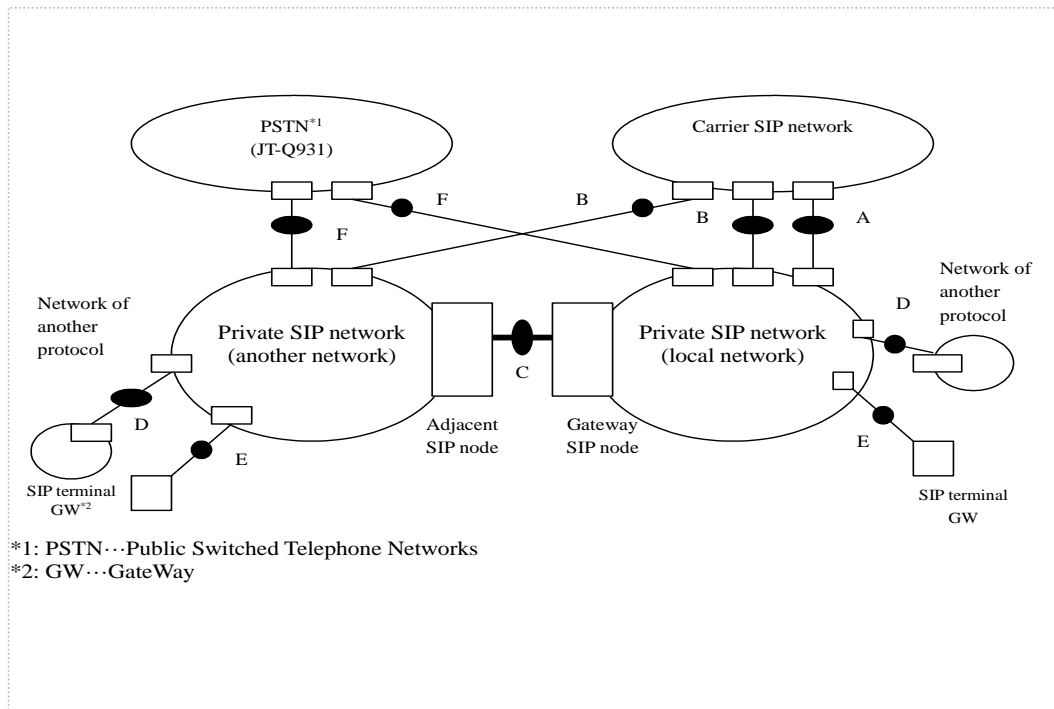 PSTN*1
(JT-Q931)
Carrier SIP network
F
B
B
A
F
Network of
another
protocol
Private SIP network
(another network)
C
Private SIP network
(local network)
D
Network of
another
protocol
D
E
Adjacent
SIP node
Gateway
SIP node
E
SIP terminal
GW*2
SIP terminal
GW
*1: PSTN···Public Switched Telephone Networks
*2: GW···GateWay